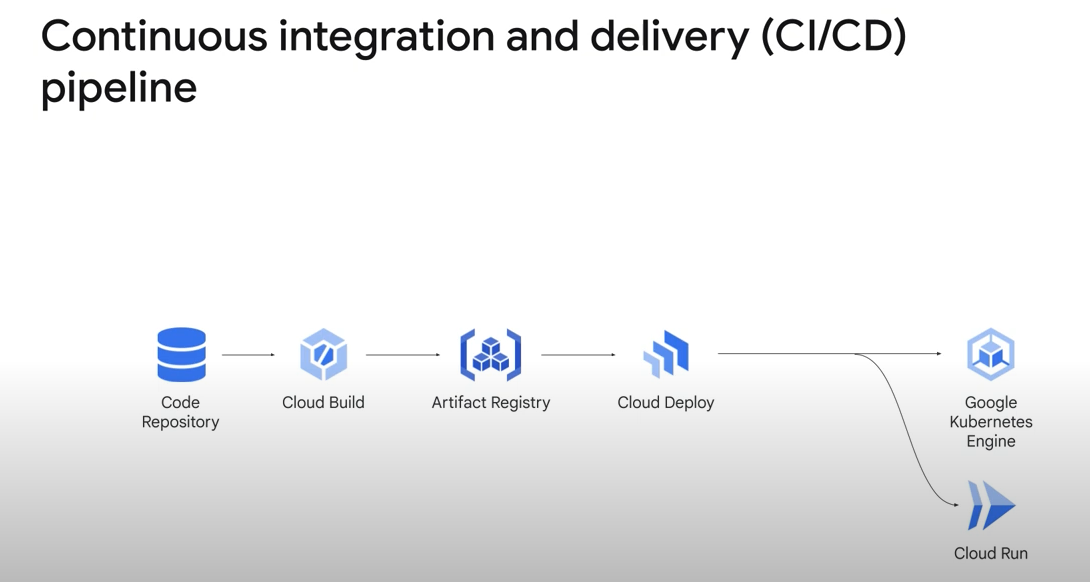 Continuous integration and delivery (CI/CD)
pipeline
Code
Repository
Cloud Build
Artifact Registry
Cloud Deploy
Google
Kubernetes
Engine
Cloud Run